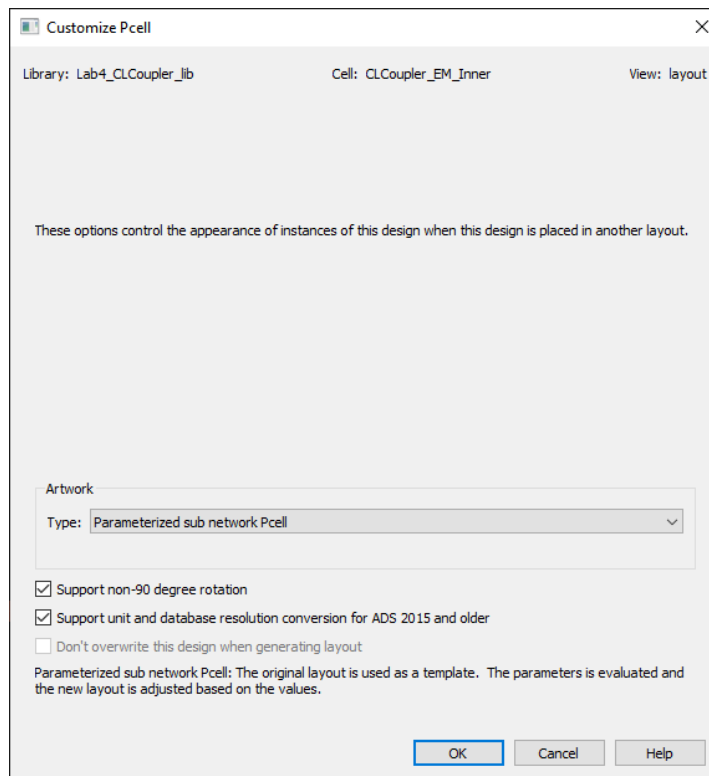 Customize Pcell
Library: Lab4_CLCoupler_lib Cell: CLCoupler_EM_Inner View: layout
These options control the appearance of instances of this design when this design is placed in another layout.
Artwork
Type: Parameterized sub network Pcell
Support non-90 degree rotation
Support unit and database resolution conversion for ADS 2015 and older
Don't overwrite this design when generating layout
Parameterized sub network Pcell: The original layout is used as a template. The parameters is evaluated and
the new layout is adjusted based on the values.
OK Cancel Help